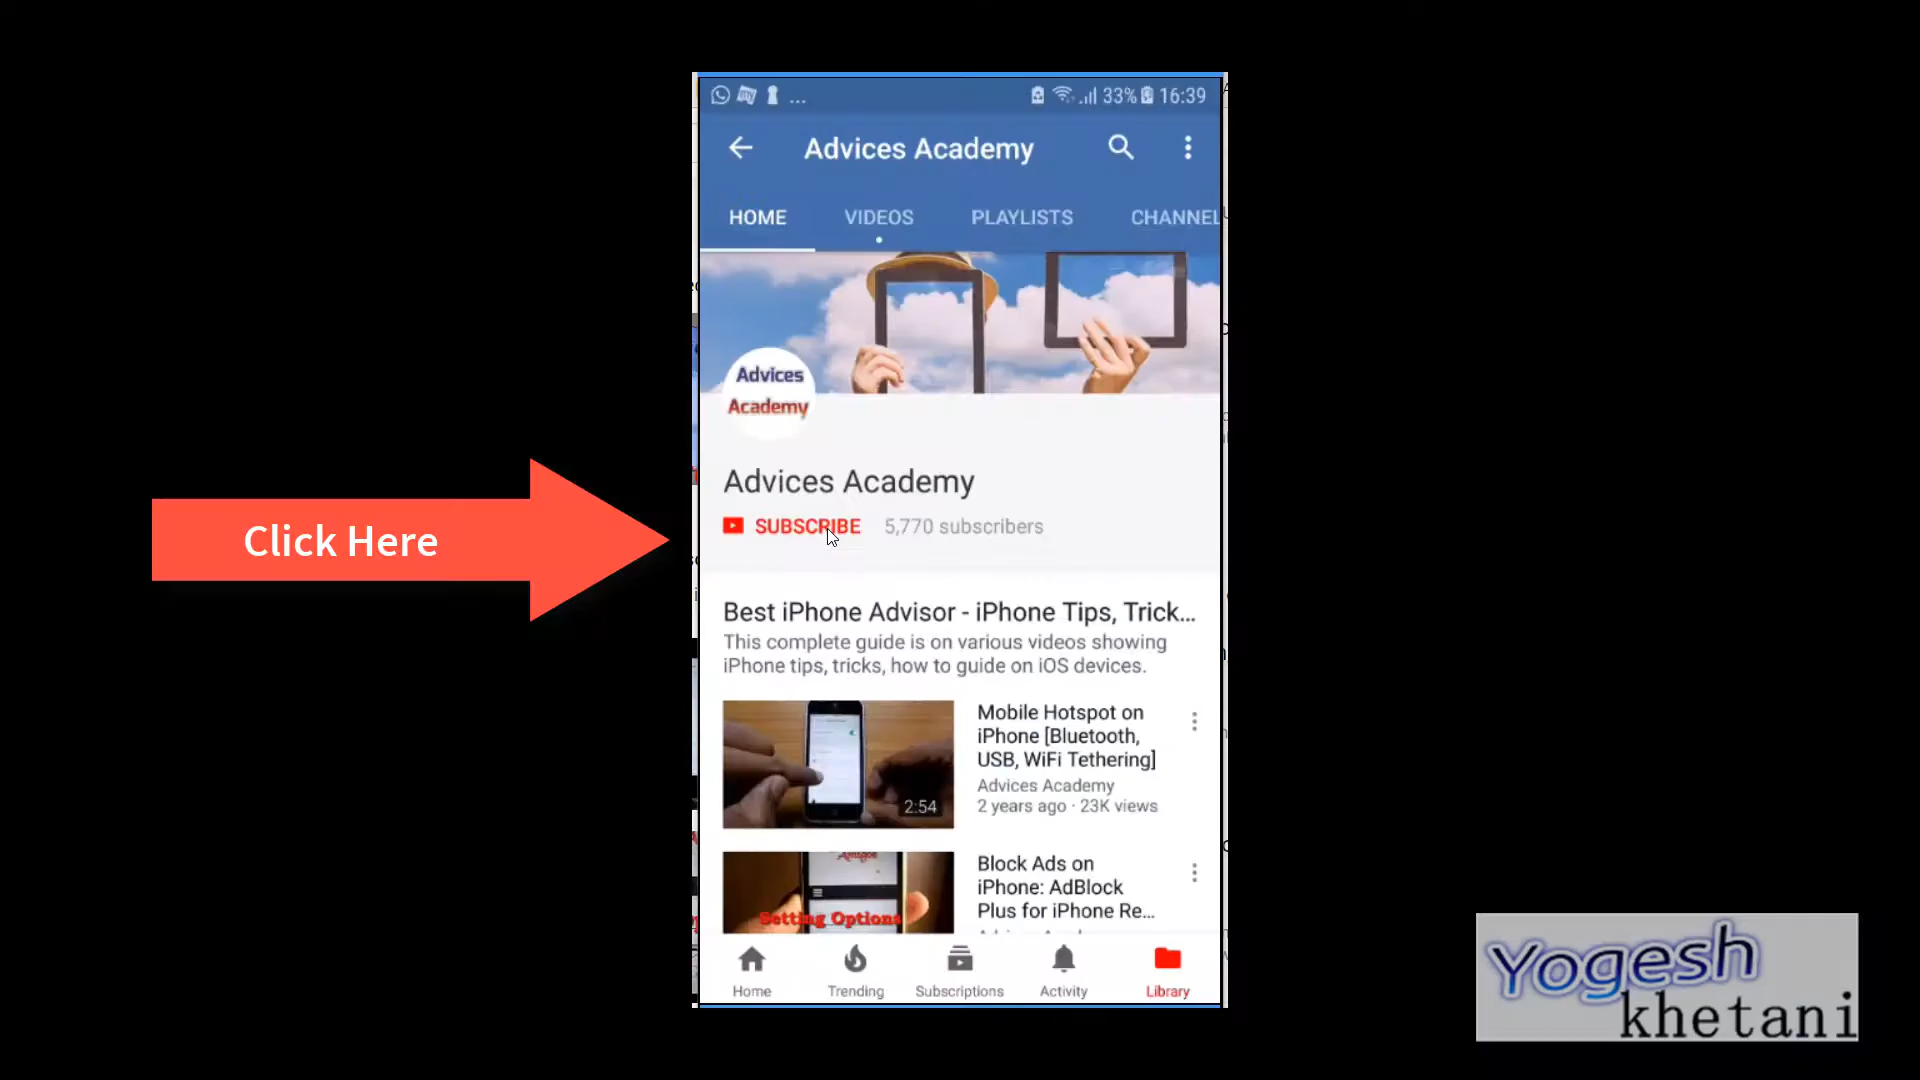 ... 33% 16:39
Advices Academy
HOME VIDEOS PLAYLISTS CHANNEL
Advices
Academy
Advices Academy
SUBSCRIBE 5,770 subscribers
Click Here
Best iPhone Advisor - iPhone Tips, Trick...
This complete guide is on various videos showing
iPhone tips, tricks, how to guide on iOS devices.
Mobile Hotspot on
iPhone [Bluetooth,
USB, WiFi Tethering]
Advices Academy
2 years ago · 23K views
2:54
Block Ads on
iPhone: AdBlock
Plus for iPhone Re...
Setting Options
Home Trending Subscriptions Activity Library
Yogesh
khetani